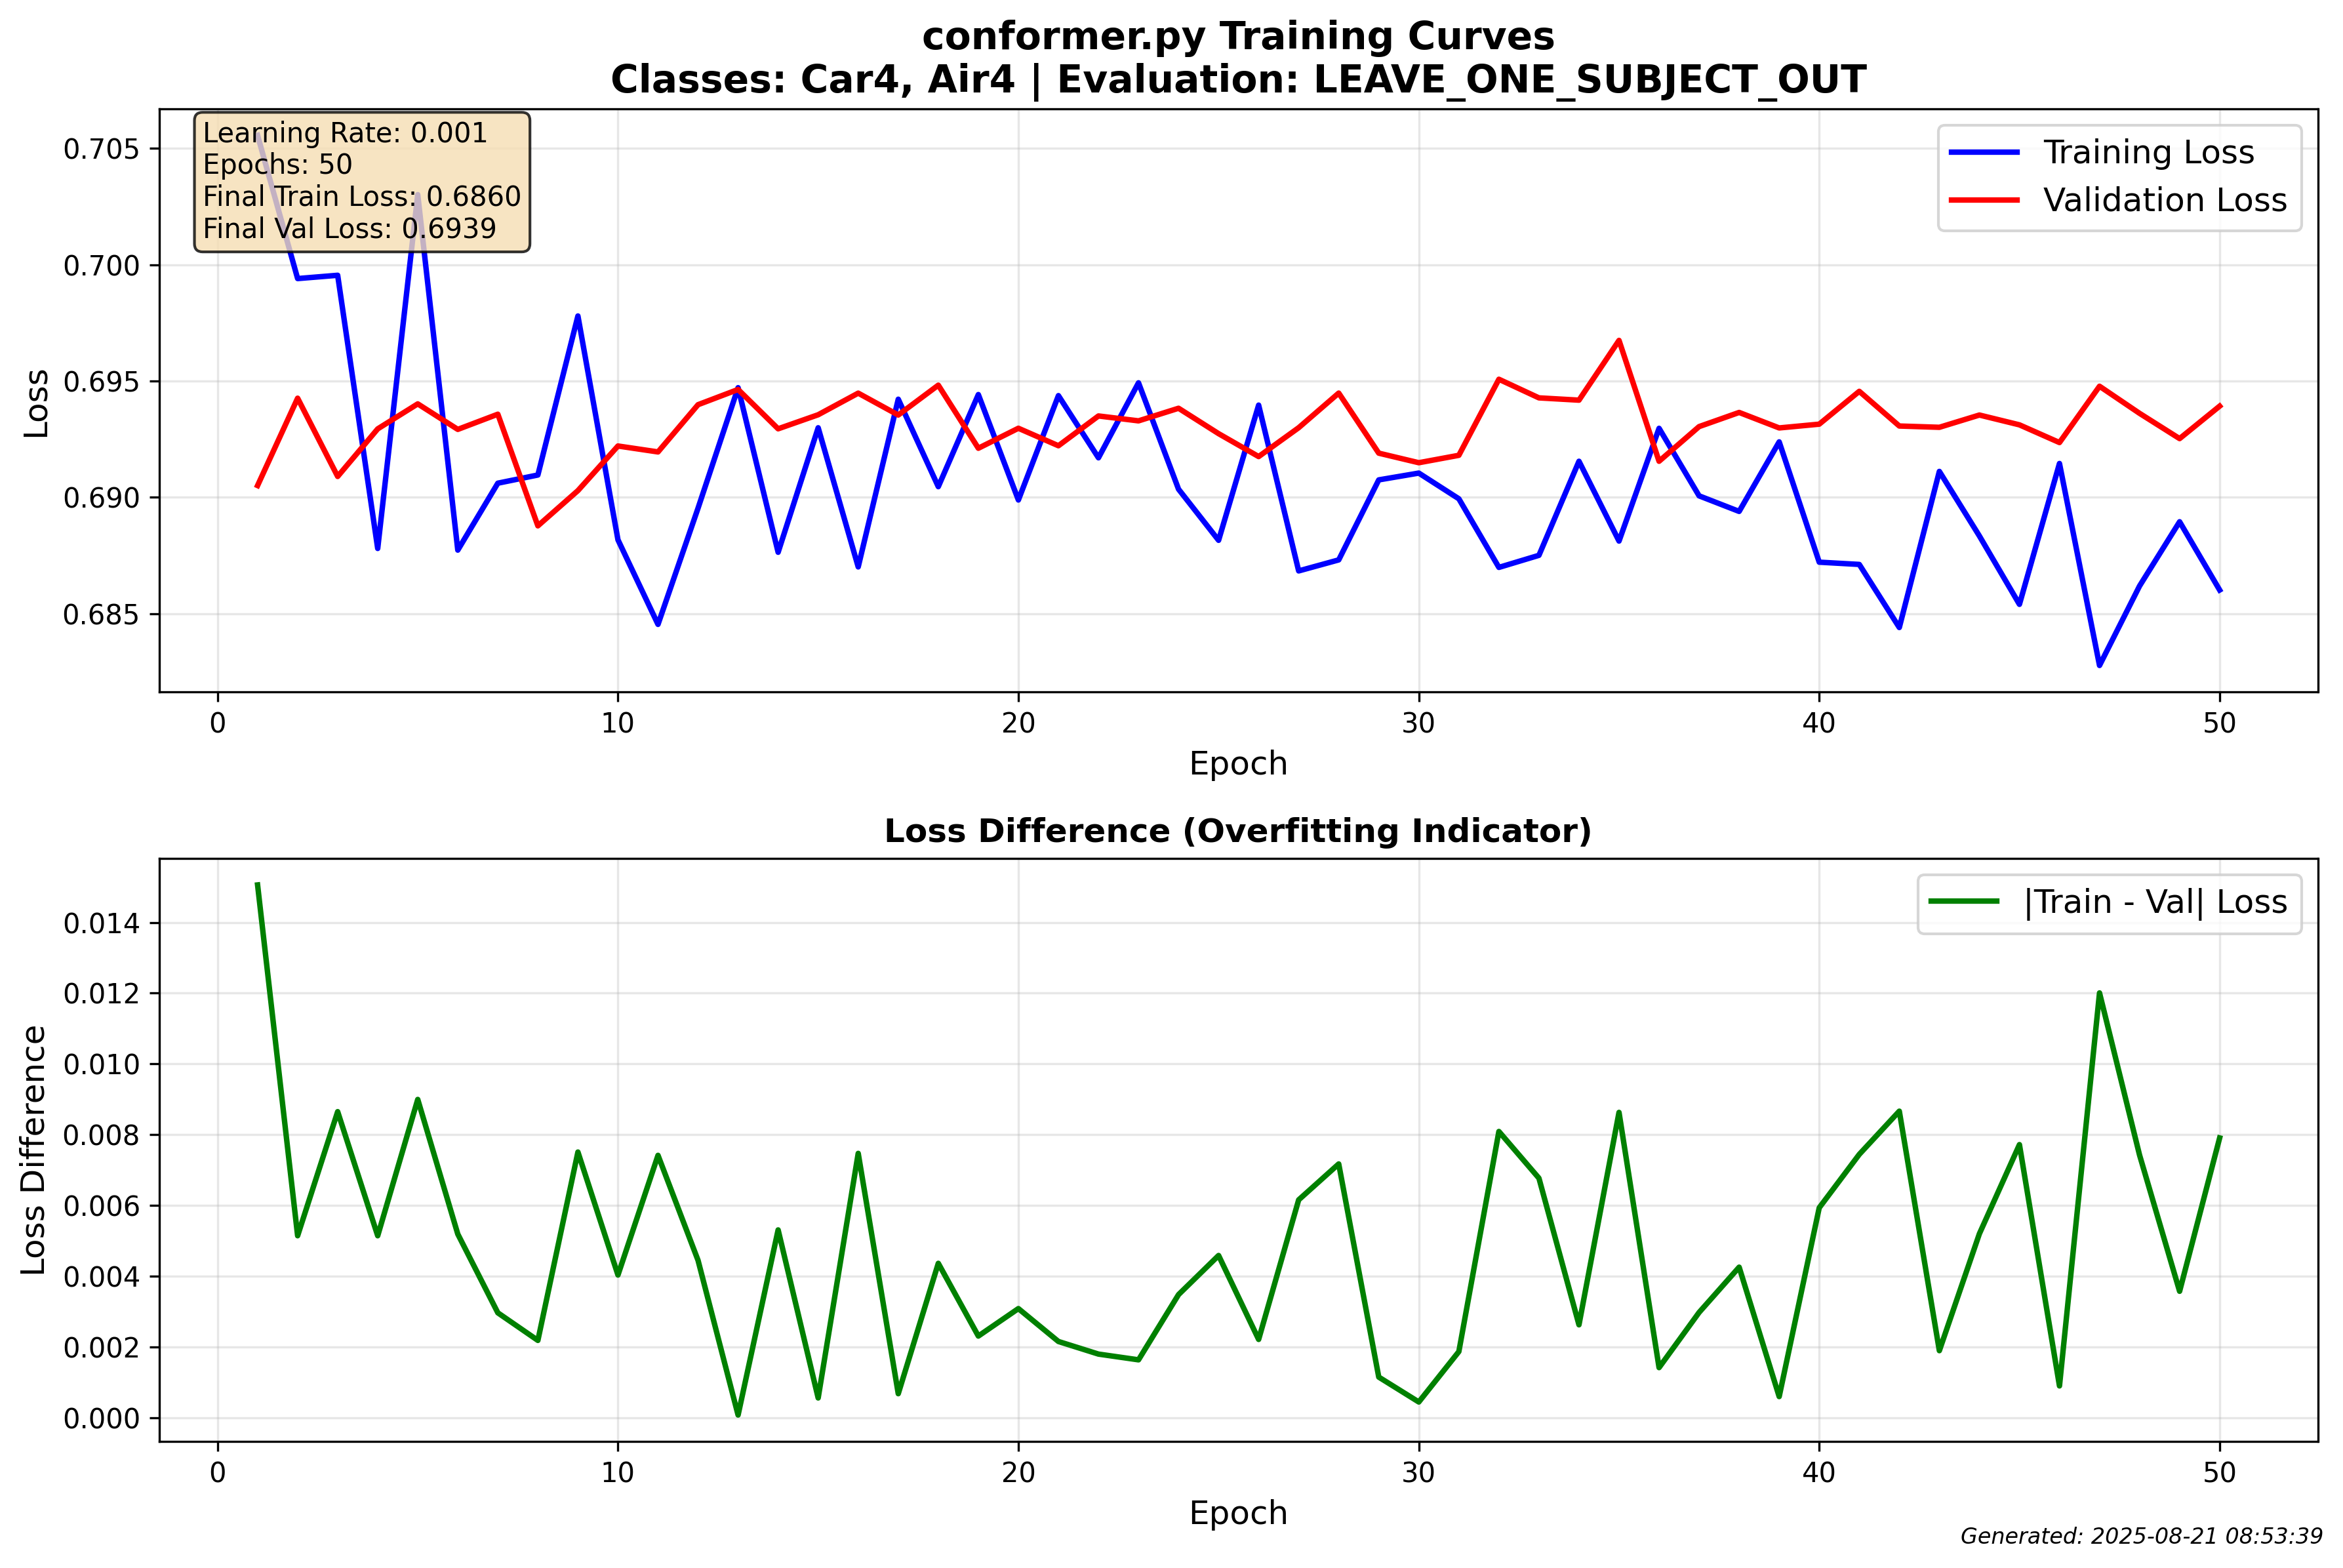 conformer.py Training Curves
Classes: Car4, Air4 | Evaluation: LEAVE_ONE_SUBJECT_OUT
Learning Rate: 0.001
Epochs: 50
Final Train Loss: 0.6860
Final Val Loss: 0.6939
Training Loss
Validation Loss
Loss
0.705
0.700
0.695
0.690
0.685
0 10 20 30 40 50
Epoch
Loss Difference (Overfitting Indicator)
|Train - Val| Loss
Loss Difference
0.014
0.012
0.010
0.008
0.006
0.004
0.002
0.000
0 10 20 30 40 50
Epoch
Generated: 2025-08-21 08:53:39